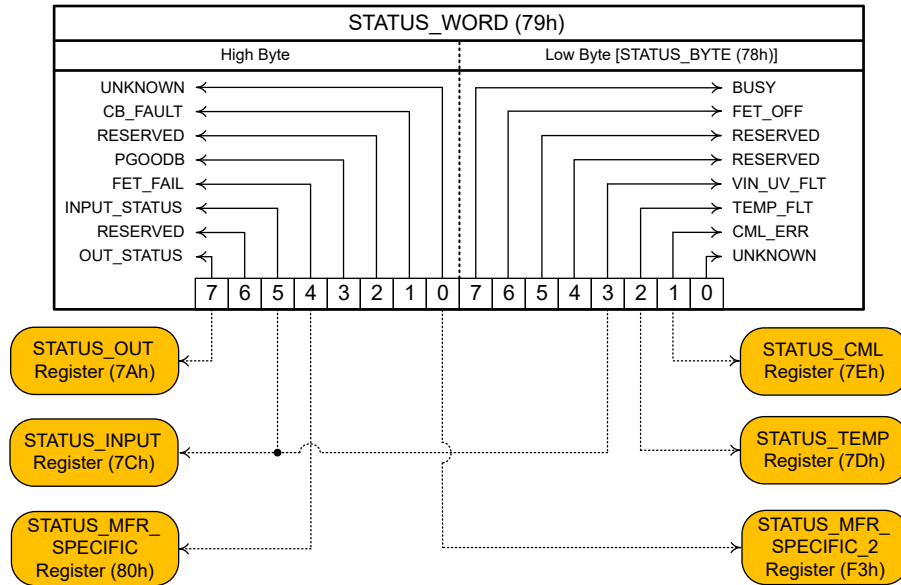 STATUS_WORD (79h)
High Byte
Low Byte [STATUS_BYTE (78h)]
UNKNOWN
CB_FAULT
RESERVED
PGOODB
FET_FAIL
INPUT_STATUS
RESERVED
OUT_STATUS
BUSY
FET_OFF
RESERVED
RESERVED
VIN_UV_FLT
TEMP_FLT
CML_ERR
UNKNOWN
7 6 5 4 3 2 1 0 7 6 5 4 3 2 1 0
STATUS_OUT
Register (7Ah)
STATUS_CML
Register (7Eh)
STATUS_INPUT
Register (7Ch)
STATUS_TEMP
Register (7Dh)
STATUS_MFR_
SPECIFIC
Register (80h)
STATUS_MFR_
SPECIFIC_2
Register (F3h)